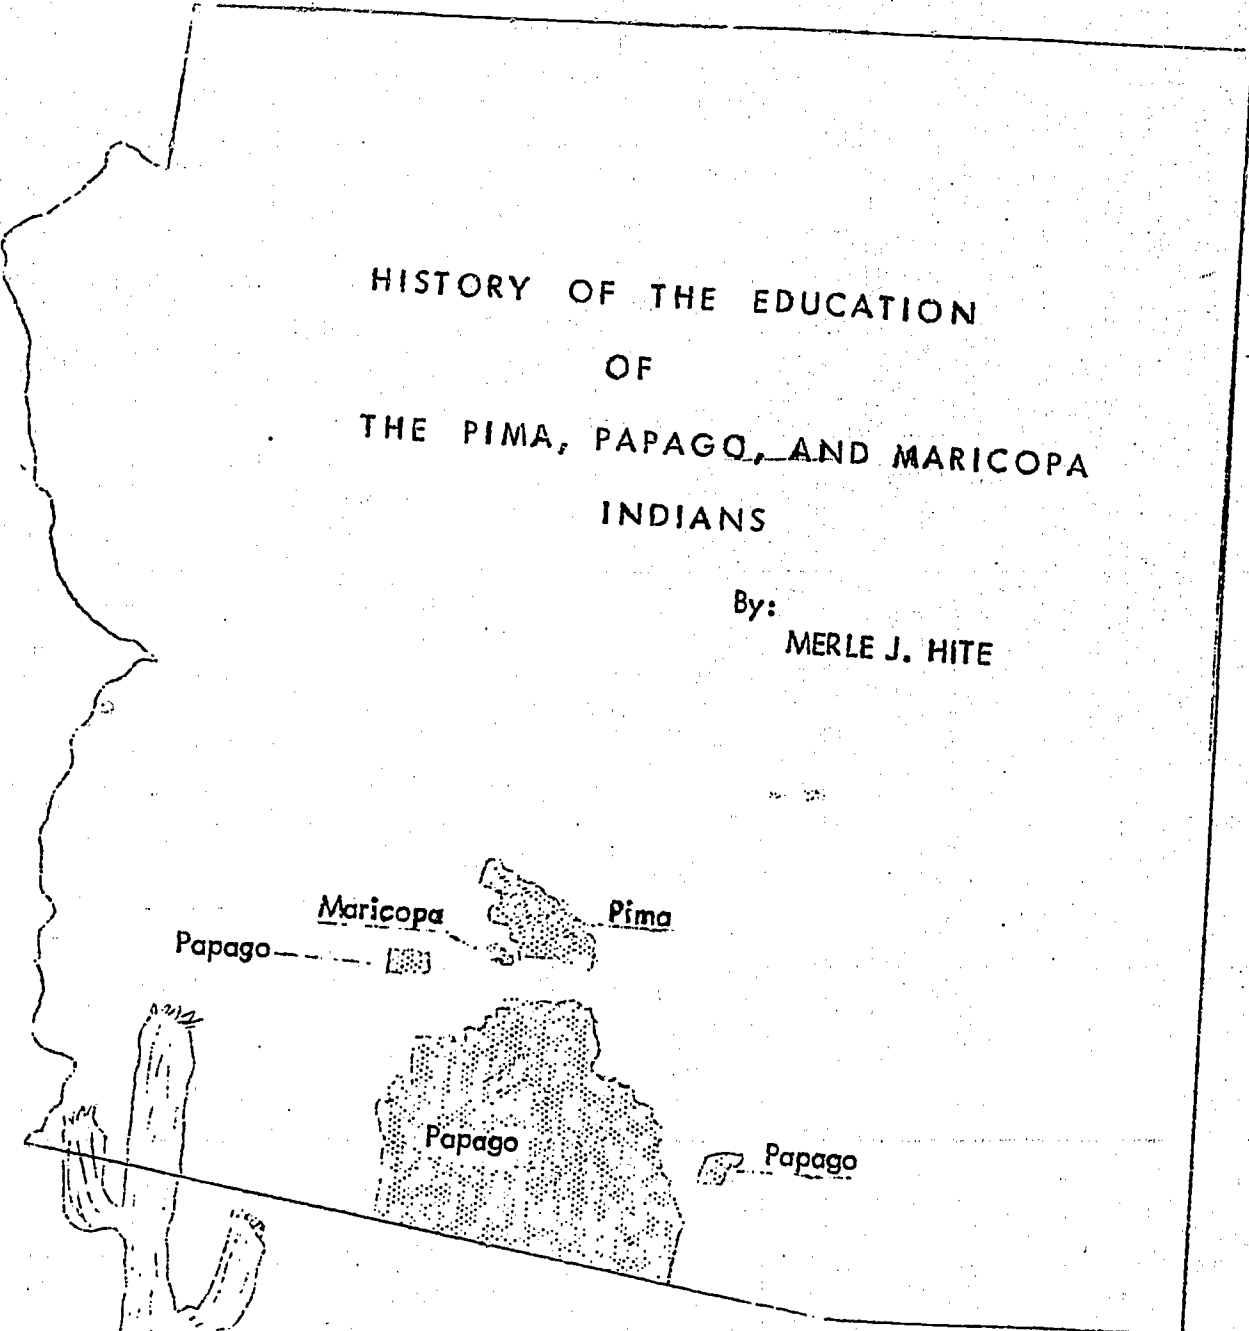 HISTORY OF THE EDUCATION
OF
THE PIMA, PAPAGO, AND MARICOPA
INDIANS
By:
MERLE J. HITE
Maricopa
Pima
Papago
Papago
Papago